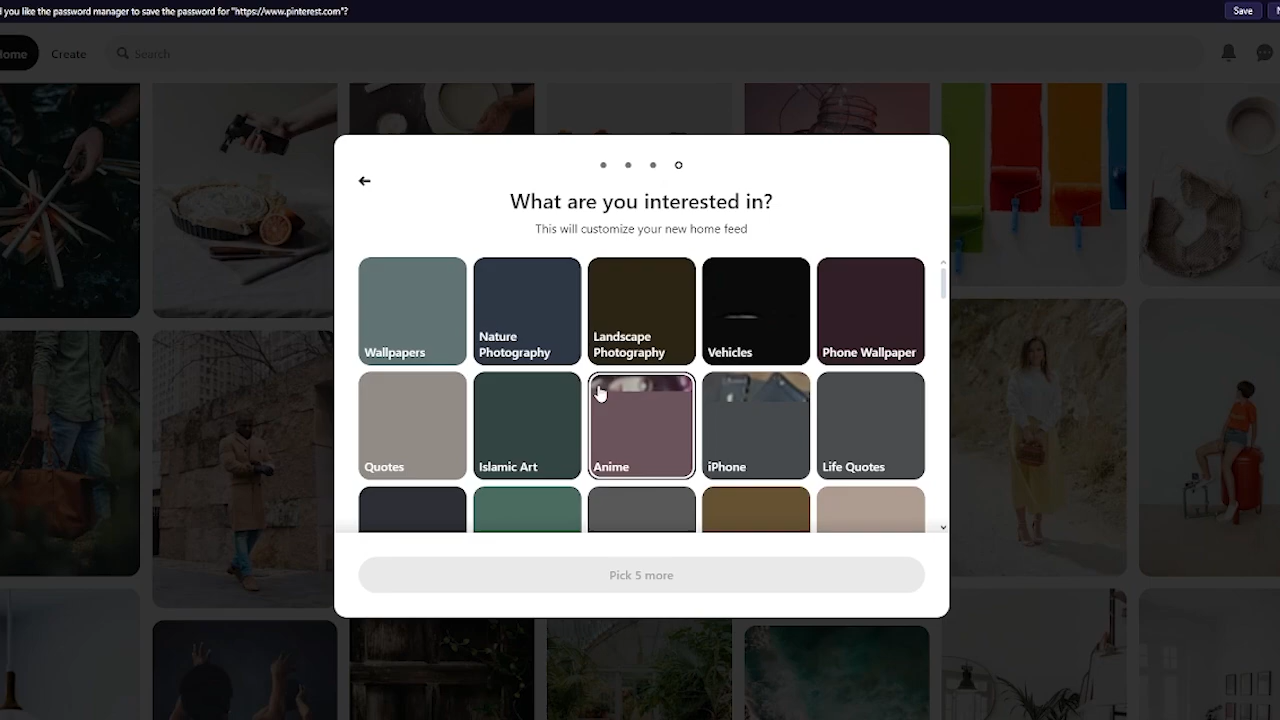 you like the password manager to save the password for "https://www.pinterest.com"?
Save
Home
Create
Search
What are you interested in?
This will customize your new home feed
Wallpapers
Nature
Photography
Landscape
Photography
Vehicles
Phone Wallpaper
Quotes
Islamic Art
Anime
iPhone
Life Quotes
Pick 5 more